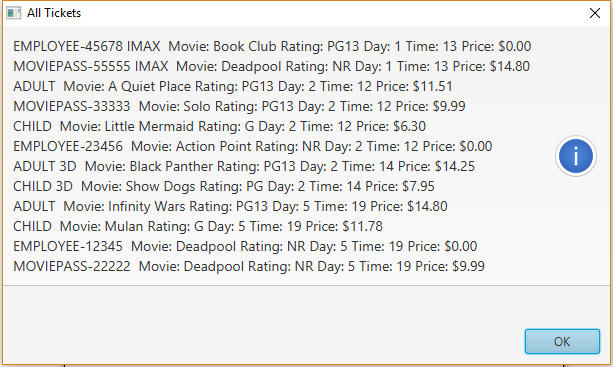 All Tickets
EMPLOYEE-45678 IMAX Movie: Book Club Rating: PG13 Day: 1 Time: 13 Price: $0.00
MOVIEPASS-55555 IMAX Movie: Deadpool Rating: NR Day: 1 Time: 13 Price: $14.80
ADULT Movie: A Quiet Place Rating: PG13 Day: 2 Time: 12 Price: $11.51
MOVIEPASS-33333 Movie: Solo Rating: PG13 Day: 2 Time: 12 Price: $9.99
CHILD Movie: Little Mermaid Rating: G Day: 2 Time: 12 Price: $6.30
EMPLOYEE-23456 Movie: Action Point Rating: NR Day: 2 Time: 12 Price: $0.00
ADULT 3D Movie: Black Panther Rating: PG13 Day: 2 Time: 14 Price: $14.25
CHILD 3D Movie: Show Dogs Rating: PG Day: 2 Time: 14 Price: $7.95
ADULT Movie: Infinity Wars Rating: PG13 Day: 5 Time: 19 Price: $14.80
CHILD Movie: Mulan Rating: G Day: 5 Time: 19 Price: $11.78
EMPLOYEE-12345 Movie: Deadpool Rating: NR Day: 5 Time: 19 Price: $0.00
MOVIEPASS-22222 Movie: Deadpool Rating: NR Day: 5 Time: 19 Price: $9.99
OK